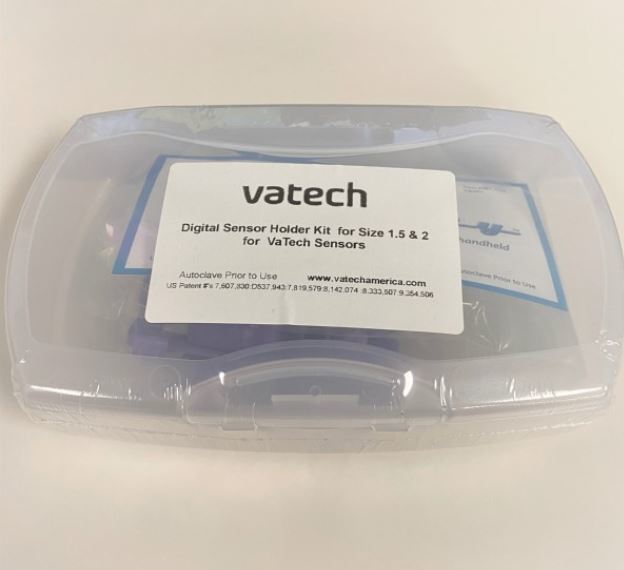 vatech
Digital Sensor Holder Kit for Size 1.5 & 2
for VaTech Sensors
Autoclave Prior to Use www.vatechamerica.com
US Patent #'s 7,607,830:D537,943:7,819,579:8,142,074 :8,333,507:9,354,506
handheld
Autoclave Prior to Use